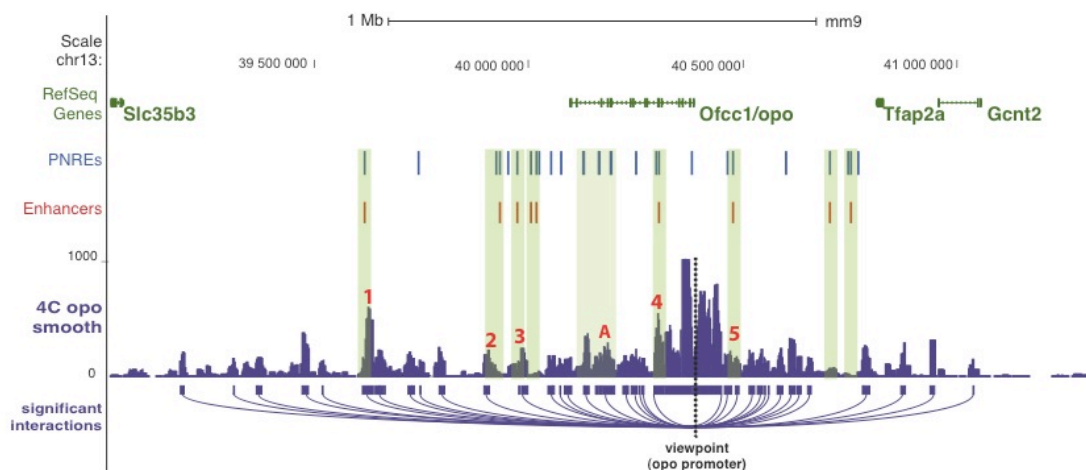 1 Mb mm9
Scale
chr13: 39 500 000 40 000 000 40 500 000 41 000 000
RefSeq
Genes
Slc35b3 Ofcc1/opo Tfap2a Gcnt2
PNREs
Enhancers
1000
4C opo
smooth
1 2 3 A 4 5
0
significant
interactions
viewpoint
(opo promoter)